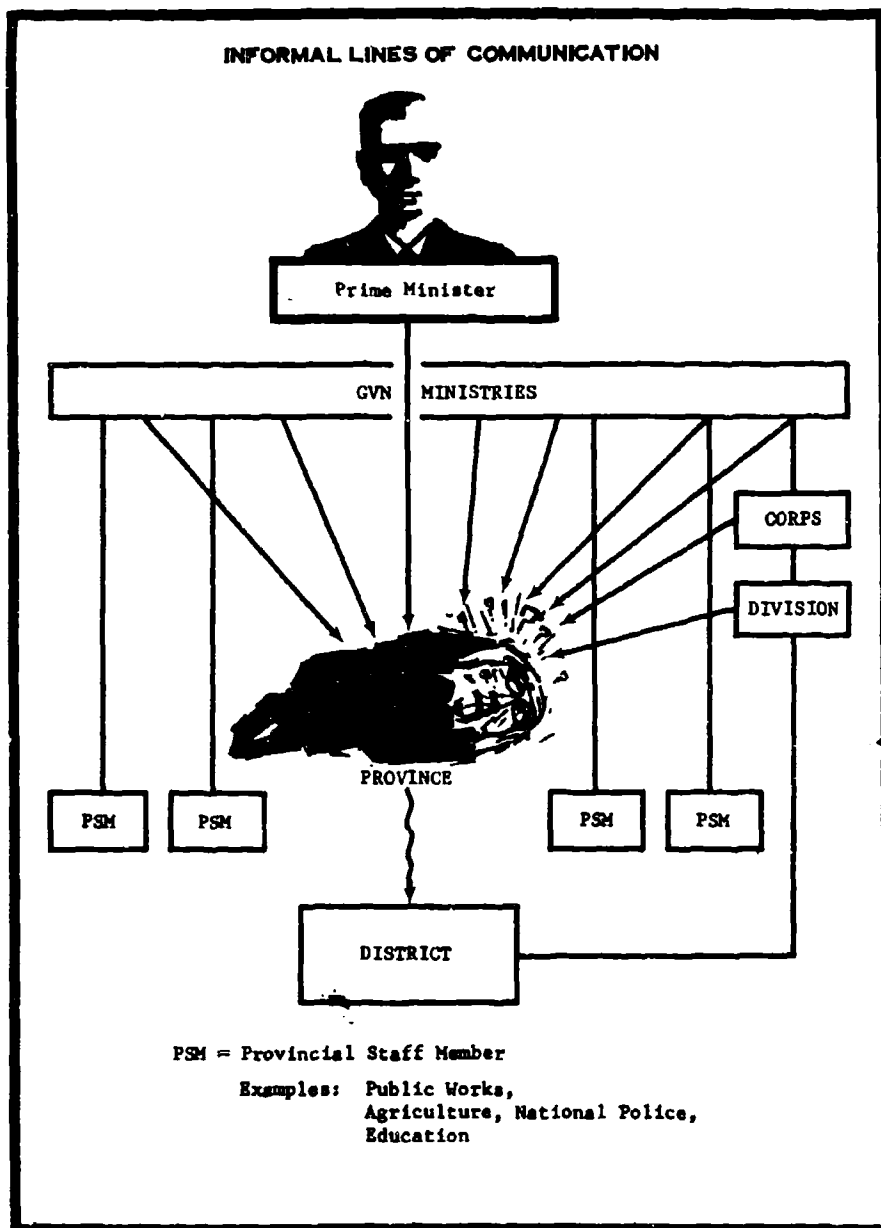 INFORMAL LINES OF COMMUNICATION
Prime Minister
GVN MINISTRIES
CORPS
DIVISION
PROVINCE
PSM
PSM
PSM
PSM
DISTRICT
PSM = Provincial Staff Member
Examples: Public Works,
Agriculture, National Police,
Education